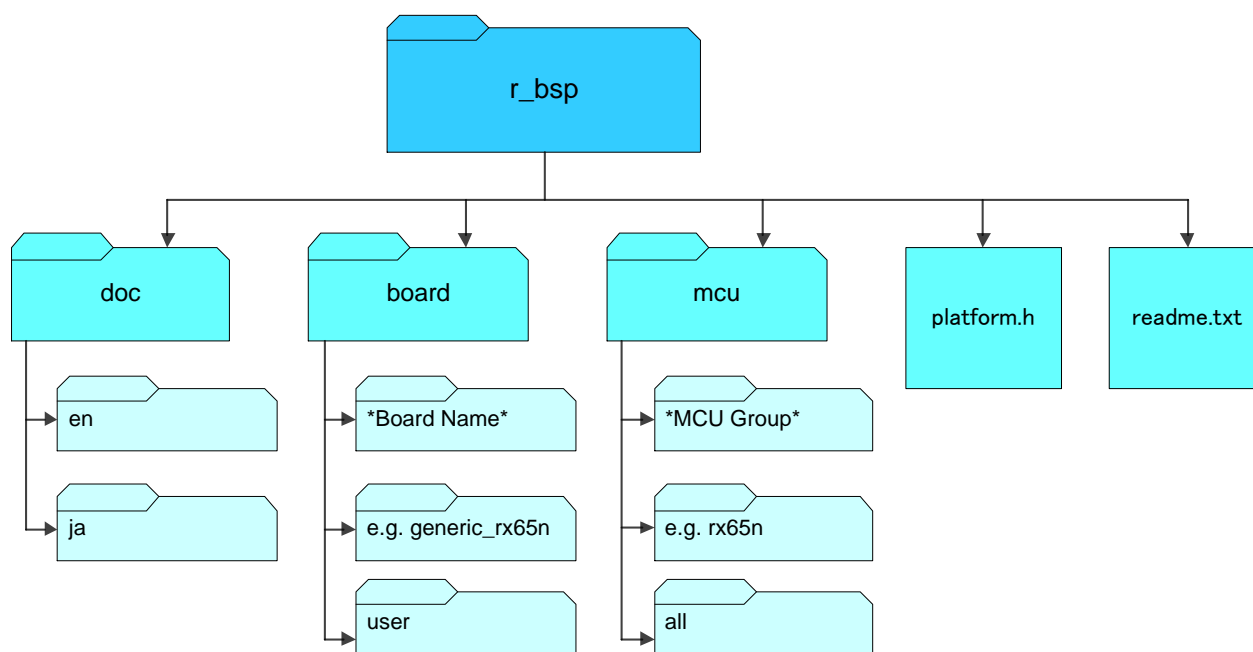 r_bsp
doc
board
mcu
platform.h
readme.txt
en
*Board Name*
*MCU Group*
ja
e.g. generic_rx65n
e.g. rx65n
user
all